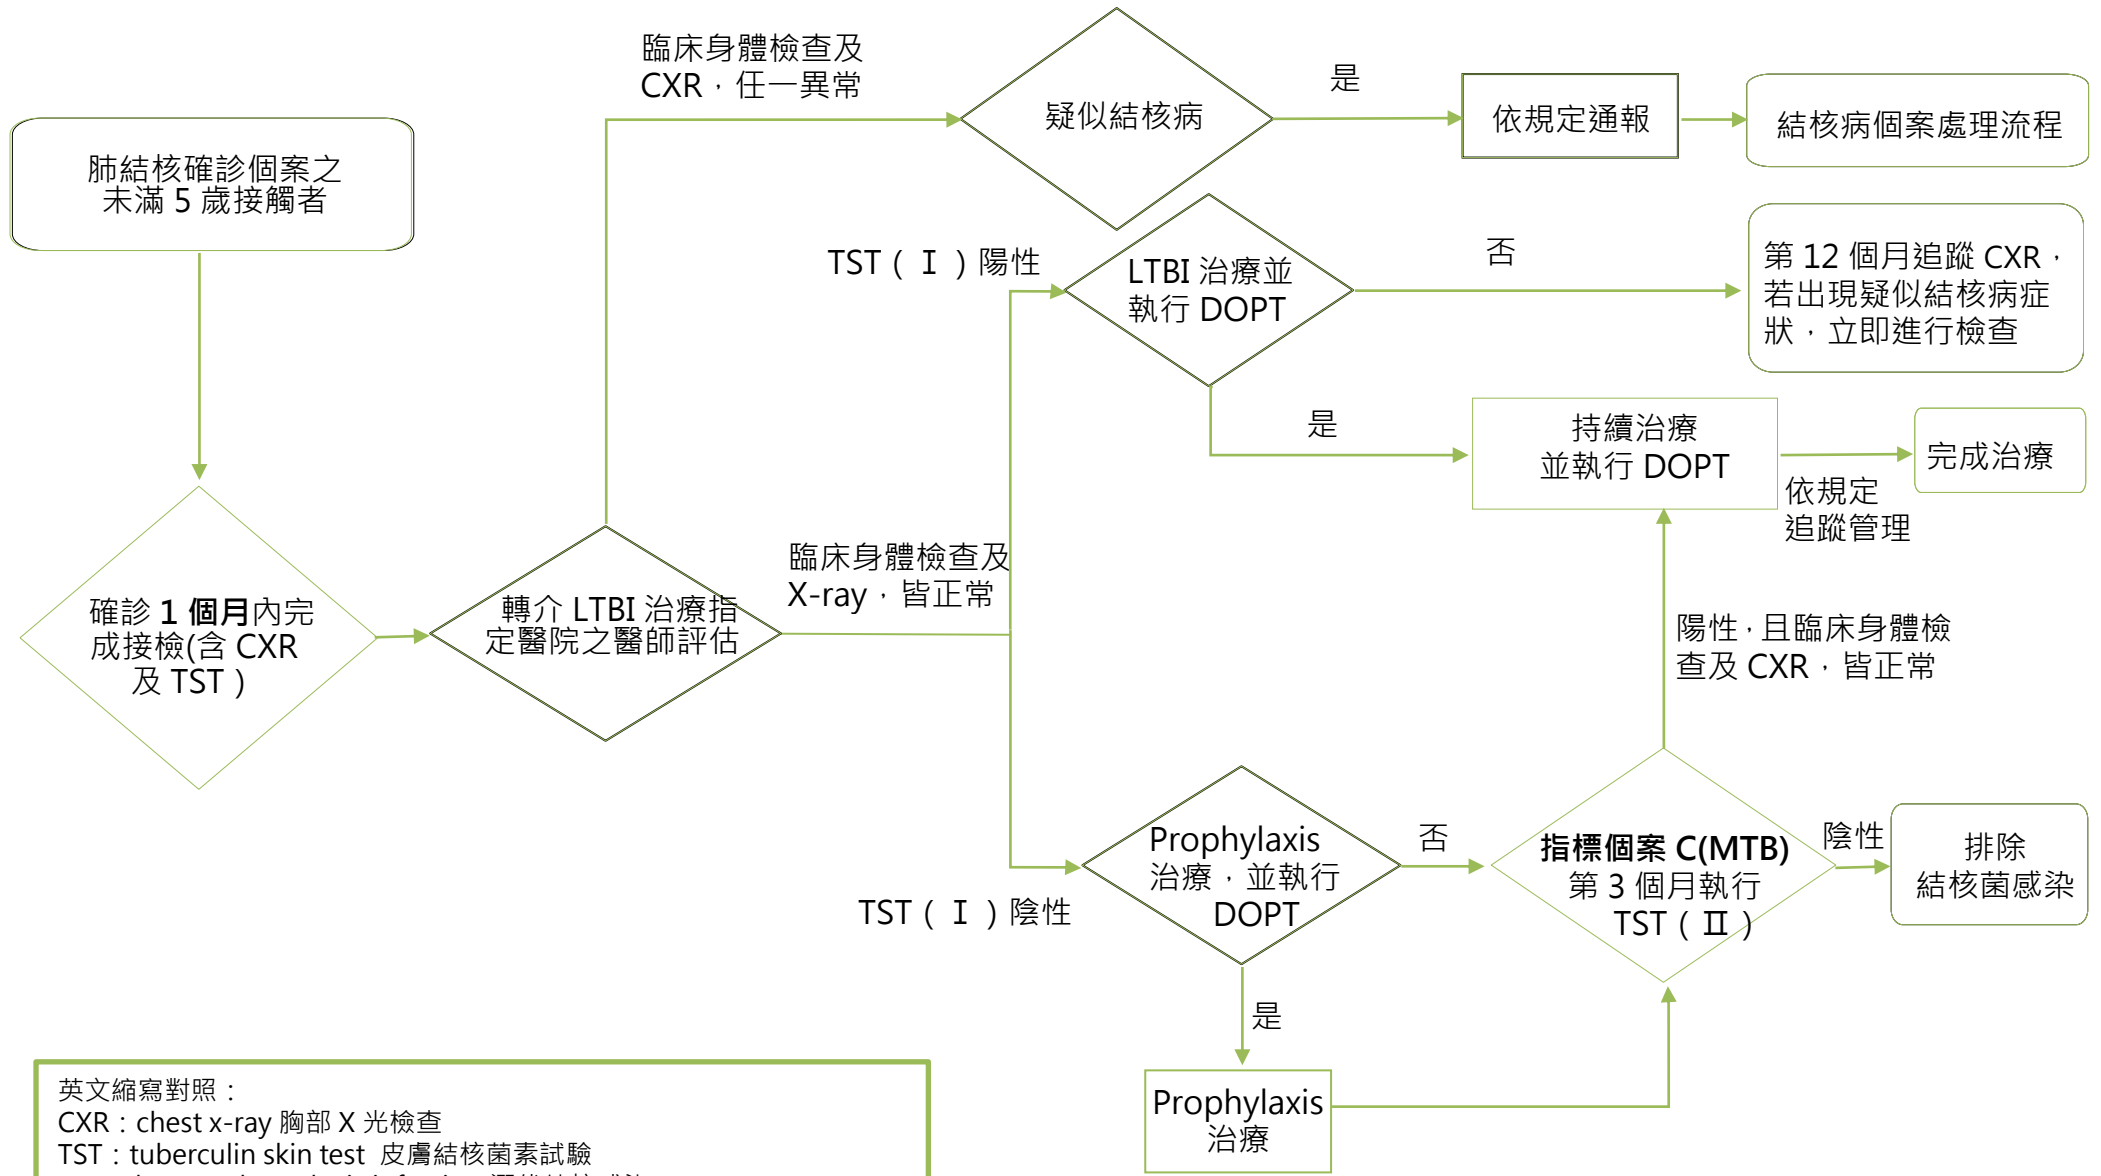 臨床身體檢查及
CXR，任一異常
疑似結核病
是
依規定通報
結核病個案處理流程
肺結核確診個案之
未滿 5 歲接觸者
TST（Ⅰ）陽性
LTBI 治療並
執行 DOPT
否
第 12 個月追蹤 CXR，
若出現疑似結核病症
狀，立即進行檢查
是
持續治療
並執行 DOPT
完成治療
依規定
追蹤管理
確診 1 個月內完
成接檢(含 CXR
及 TST）
轉介 LTBI 治療指
定醫院之醫師評估
臨床身體檢查及
X-ray，皆正常
陽性，且臨床身體檢
查及 CXR，皆正常
TST（Ⅰ）陰性
Prophylaxis
治療，並執行
DOPT
否
指標個案 C(MTB)
第 3 個月執行
TST（Ⅱ）
陰性
排除
結核菌感染
是
Prophylaxis
治療
英文縮寫對照：
CXR：chest x-ray 胸部 X 光檢查
TST：tuberculin skin test 皮膚結核菌素試驗